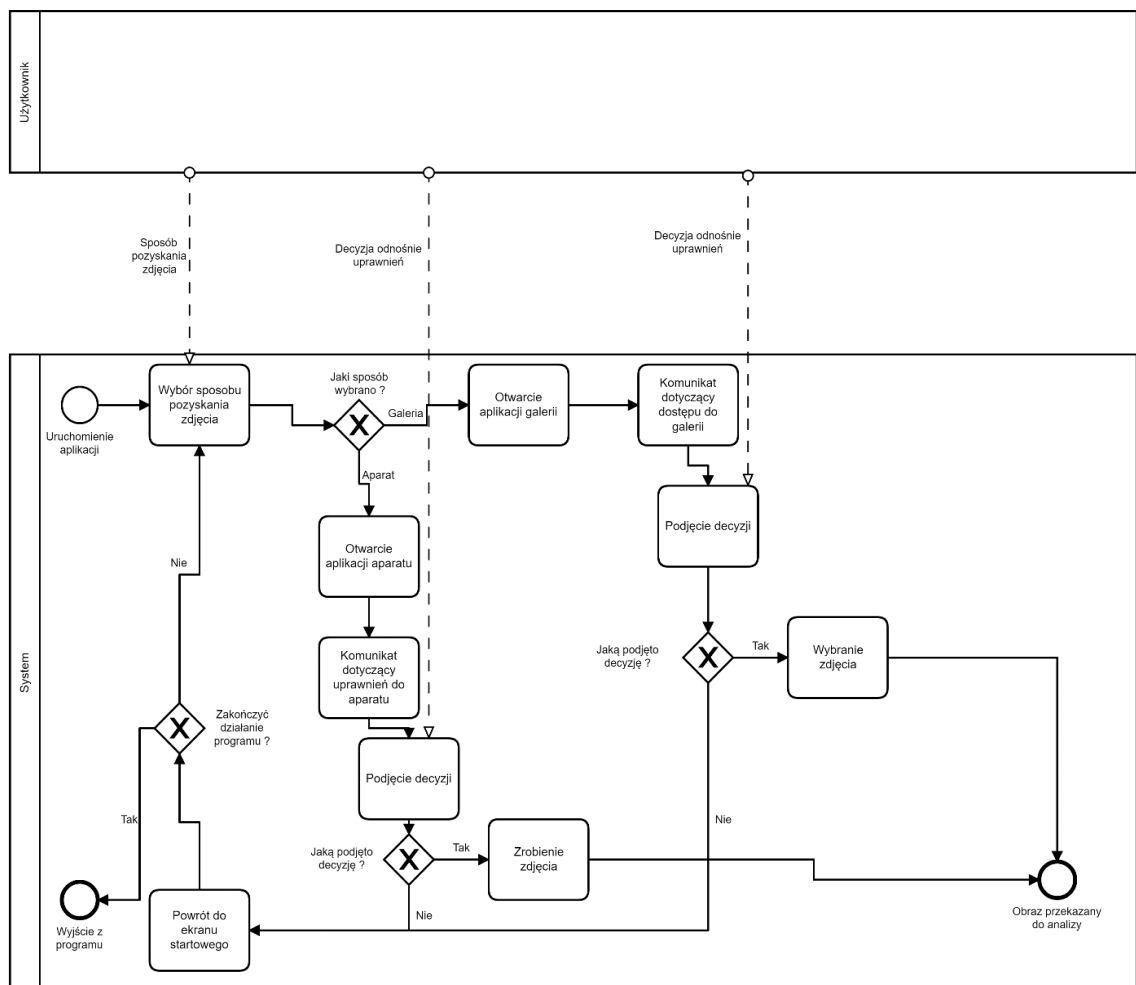 Użytkownik
Sposób
pozyskania
zdjęcia
Decyzja odnośnie
uprawnień
Decyzja odnośnie
uprawnień
System
Uruchomienie
aplikacji
Wybór sposobu
pozyskania
zdjęcia
Jaki sposób
wybrano ?
Galeria
Aparat
Otwarcie
aplikacji galerii
Komunikat
dotyczący
dostępu do
galerii
Podjęcie decyzji
Otwarcie
aplikacji aparatu
Nie
Komunikat
dotyczący
uprawnień do
aparatu
Jaką podjęto
decyzję ?
Tak
Wybranie
zdjęcia
Zakończyć
działanie
programu ?
Podjęcie decyzji
Tak
Nie
Jaką podjęto
decyzję ?
Tak
Zrobienie
zdjęcia
Nie
Wyjście z
programu
Powrót do
ekranu
startowego
Obraz przekazany
do analizy